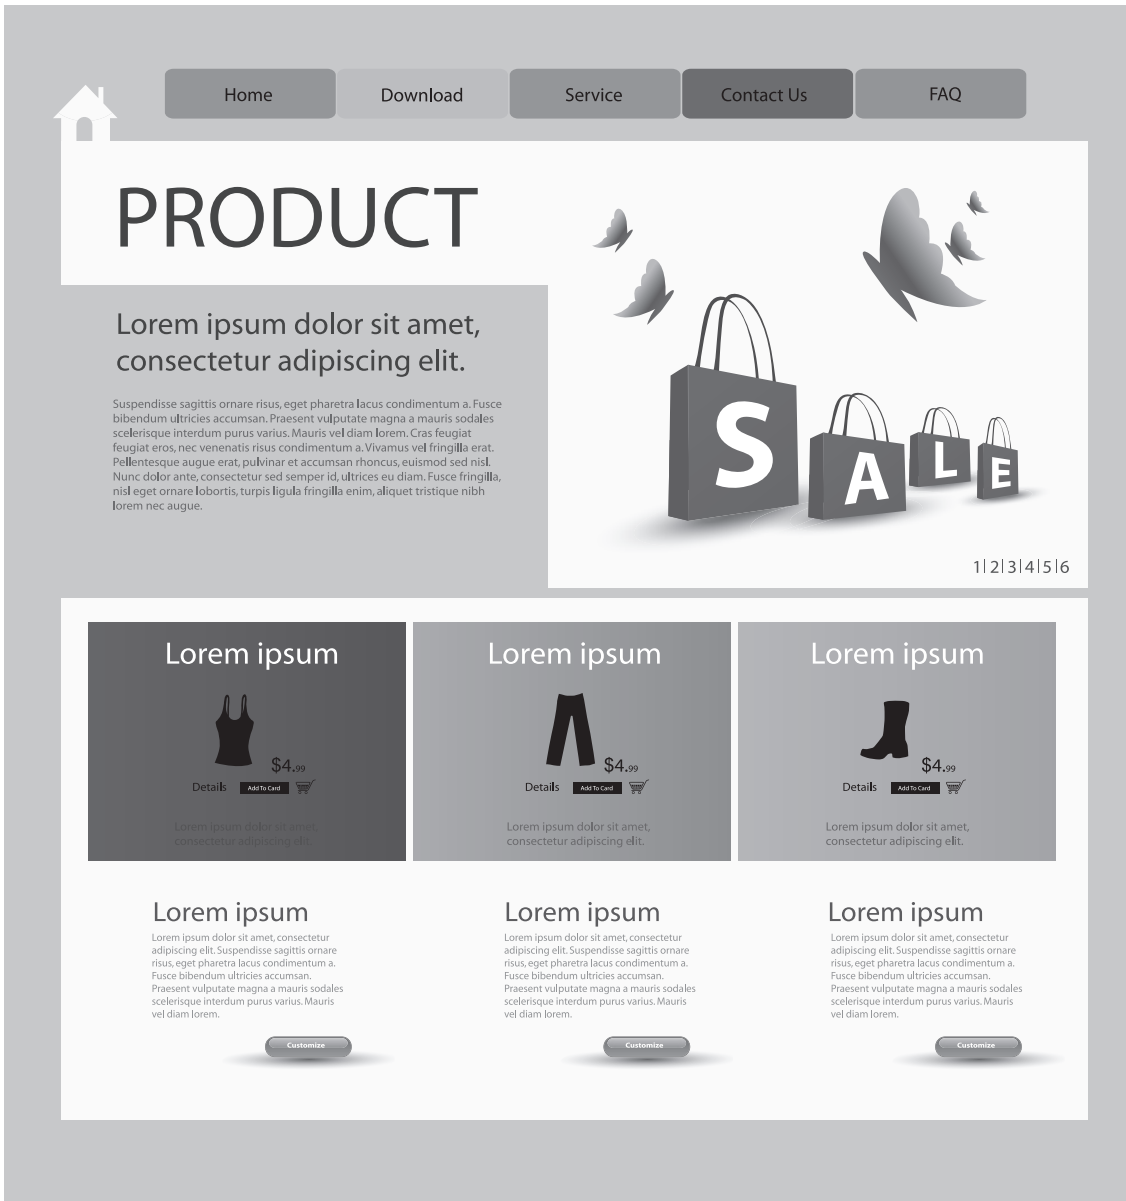 Home
Download
Service
Contact Us
FAQ
PRODUCT
Lorem ipsum dolor sit amet,
consectetur adipiscing elit.
Suspendisse sagittis ornare risus, eget pharetra lacus condimentum a. Fusce
bibendum ultricies accumsan. Praesent vulputate magna a mauris sodales
scelerisque interdum purus varius. Mauris vel diam lorem. Cras feugiat
feugiat eros, nec venenatis risus condimentum a. Vivamus vel fringilla erat.
Pellentesque augue erat, pulvinar et accumsan rhoncus, euismod sed nisl.
Nunc dolor ante, consectetur sed semper id, ultrices eu diam. Fusce fringilla,
nisl eget ornare lobortis, turpis ligula fringilla enim, aliquet tristique nibh
lorem nec augue.
S A L E
1|2|3|4|5|6
Lorem ipsum
$4.99
Details Add To Card
Lorem ipsum dolor sit amet,
consectetur adipiscing elit.
Lorem ipsum
$4.99
Details Add To Card
Lorem ipsum dolor sit amet,
consectetur adipiscing elit.
Lorem ipsum
$4.99
Details Add To Card
Lorem ipsum dolor sit amet,
consectetur adipiscing elit.
Lorem ipsum
Lorem ipsum dolor sit amet, consectetur
adipiscing elit. Suspendisse sagittis ornare
risus, eget pharetra lacus condimentum a.
Fusce bibendum ultricies accumsan.
Praesent vulputate magna a mauris sodales
scelerisque interdum purus varius. Mauris
vel diam lorem.
Customize
Lorem ipsum
Lorem ipsum dolor sit amet, consectetur
adipiscing elit. Suspendisse sagittis ornare
risus, eget pharetra lacus condimentum a.
Fusce bibendum ultricies accumsan.
Praesent vulputate magna a mauris sodales
scelerisque interdum purus varius. Mauris
vel diam lorem.
Customize
Lorem ipsum
Lorem ipsum dolor sit amet, consectetur
adipiscing elit. Suspendisse sagittis ornare
risus, eget pharetra lacus condimentum a.
Fusce bibendum ultricies accumsan.
Praesent vulputate magna a mauris sodales
scelerisque interdum purus varius. Mauris
vel diam lorem.
Customize